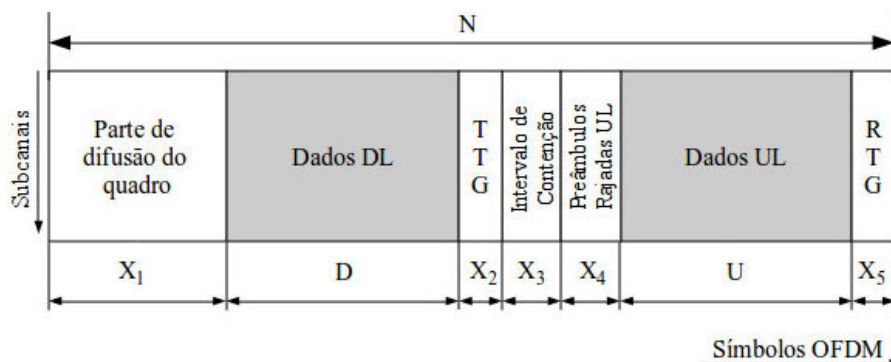 N
Subcanais
Parte de
difusão do
quadro
Dados DL
T
T
G
Intervalo de
Contenção
Preâmbulos
Rajadas UL
Dados UL
R
T
G
X1
D
X2
X3
X4
U
X5
Símbolos OFDM